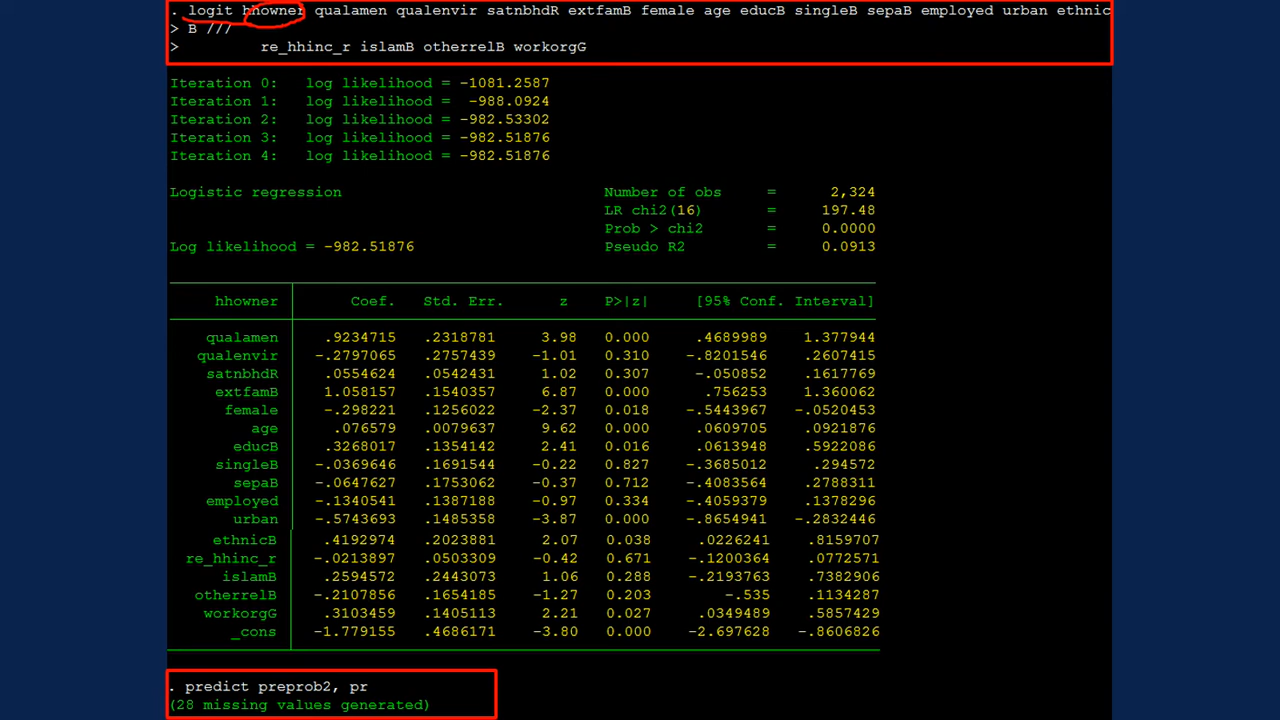 . logit hhowner qualamen qualenvir satnbhdR extfamB female age educB singleB sepaB employed urban ethnic
> B ///
> re_hhinc_r islamB otherrelB workorgG
Iteration 0: log likelihood = -1081.2587
Iteration 1: log likelihood = -988.0924
Iteration 2: log likelihood = -982.53302
Iteration 3: log likelihood = -982.51876
Iteration 4: log likelihood = -982.51876
Logistic regression Number of obs = 2,324
LR chi2(16) = 197.48
Prob > chi2 = 0.0000
Log likelihood = -982.51876 Pseudo R2 = 0.0913
hhowner Coef. Std. Err. z P>|z| [95% Conf. Interval]
qualamen .9234715 .2318781 3.98 0.000 .4689989 1.377944
qualenvir -.2797065 .2757439 -1.01 0.310 -.8201546 .2607415
satnbhdR .0554624 .0542431 1.02 0.307 -.050852 .1617769
extfamB 1.058157 .1540357 6.87 0.000 .756253 1.360062
female -.298221 .1256022 -2.37 0.018 -.5443967 -.0520453
age .076579 .0079637 9.62 0.000 .0609705 .0921876
educB .3268017 .1354142 2.41 0.016 .0613948 .5922086
singleB -.0369646 .1691544 -0.22 0.827 -.3685012 .294572
sepaB -.0647627 .1753062 -0.37 0.712 -.4083564 .2788311
employed -.1340541 .1387188 -0.97 0.334 -.4059379 .1378296
urban -.5743693 .1485358 -3.87 0.000 -.8654941 -.2832446
ethnicB .4192974 .2023881 2.07 0.038 .0226241 .8159707
re_hhinc_r -.0213897 .0503309 -0.42 0.671 -.1200364 .0772571
islamB .2594572 .2443073 1.06 0.288 -.2193763 .7382906
otherrelB -.2107856 .1654185 -1.27 0.203 -.535 .1134287
workorgG .3103459 .1405113 2.21 0.027 .0349489 .5857429
_cons -1.779155 .4686171 -3.80 0.000 -2.697628 -.8606826
. predict preprob2, pr
(28 missing values generated)